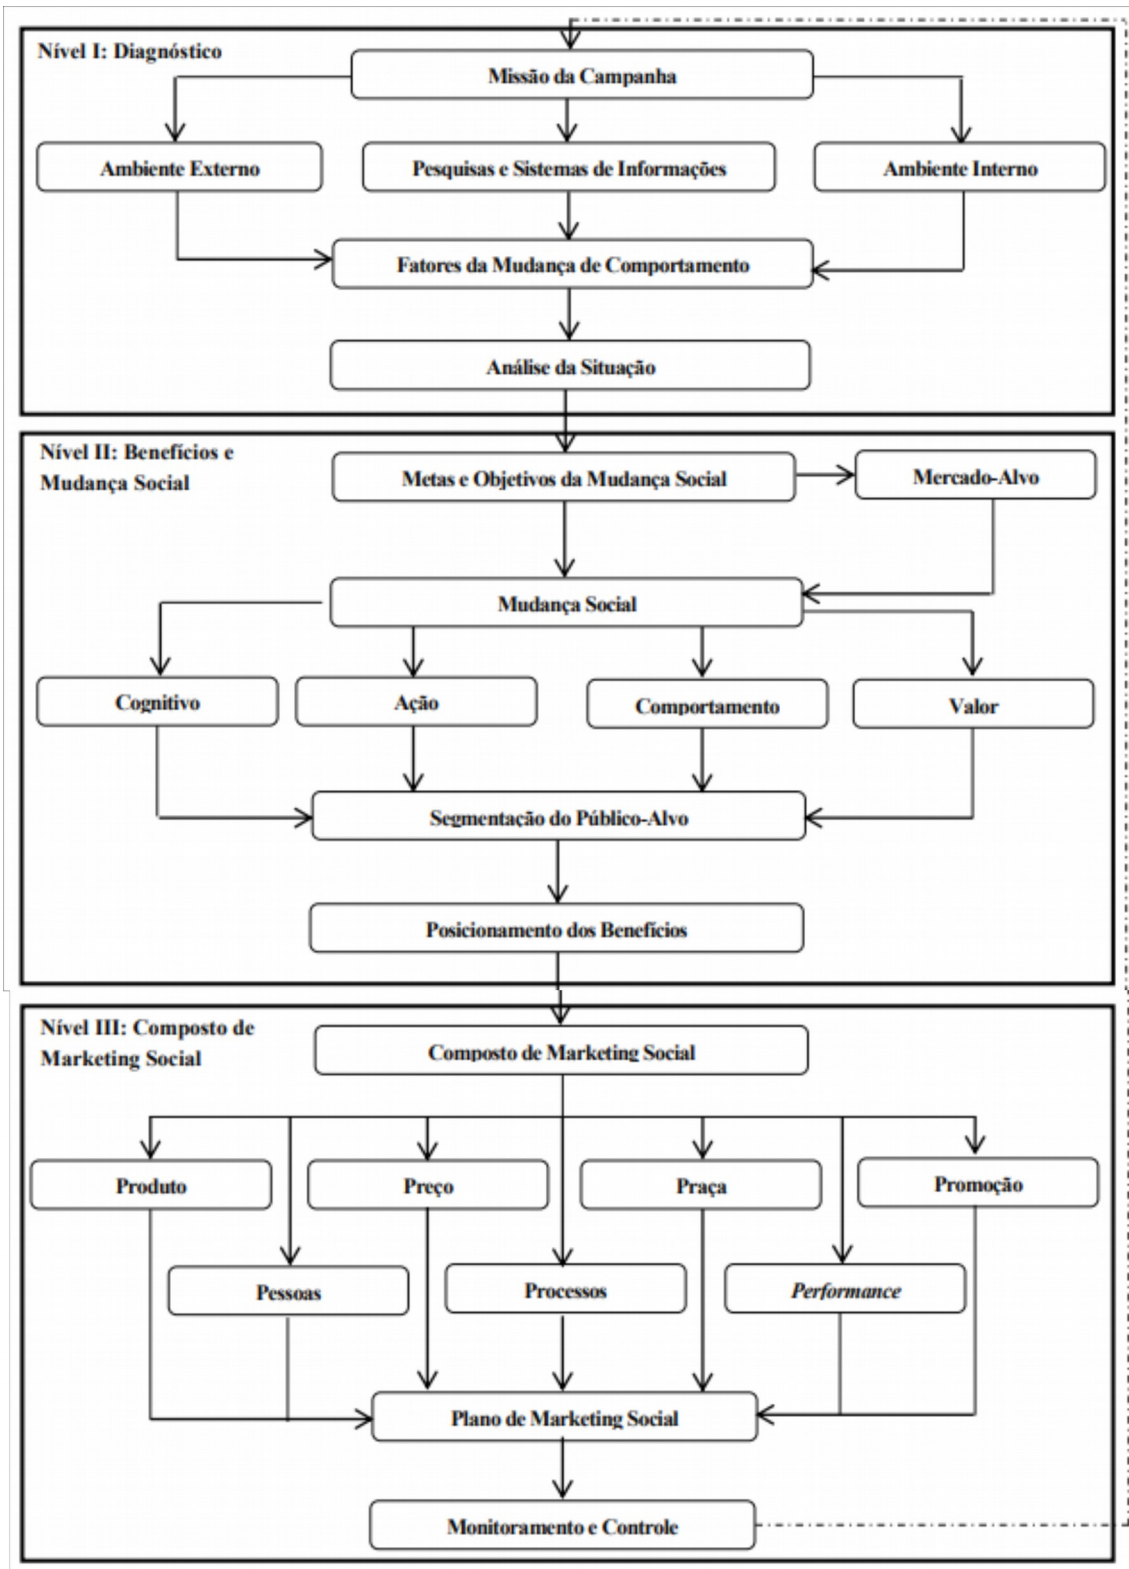 Nível I: Diagnóstico
Missão da Campanha
Ambiente Externo
Pesquisas e Sistemas de Informações
Ambiente Interno
Fatores da Mudança de Comportamento
Análise da Situação
Nível II: Benefícios e
Mudança Social
Metas e Objetivos da Mudança Social
Mercado-Alvo
Mudança Social
Cognitivo
Ação
Comportamento
Valor
Segmentação do Público-Alvo
Posicionamento dos Benefícios
Nível III: Composto de
Marketing Social
Composto de Marketing Social
Produto
Preço
Praça
Promoção
Pessoas
Processos
Performance
Plano de Marketing Social
Monitoramento e Controle